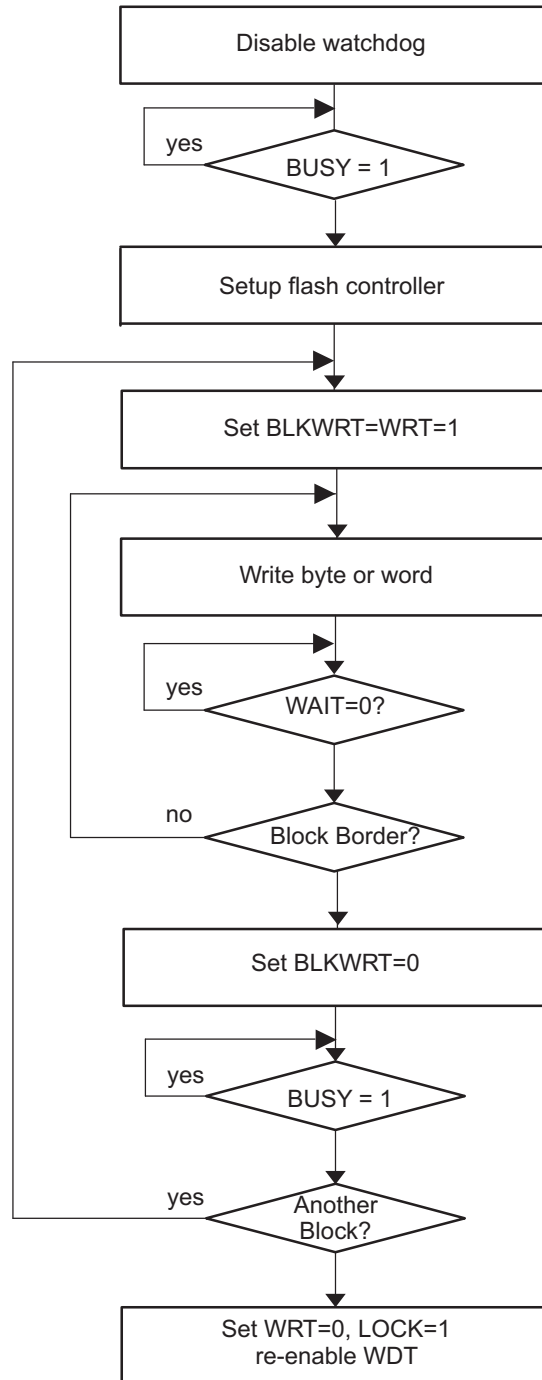 Disable watchdog
yes
BUSY = 1
Setup flash controller
Set BLKWRT=WRT=1
Write byte or word
yes
WAIT=0?
no
Block Border?
Set BLKWRT=0
yes
BUSY = 1
yes
Another
Block?
Set WRT=0, LOCK=1
re-enable WDT